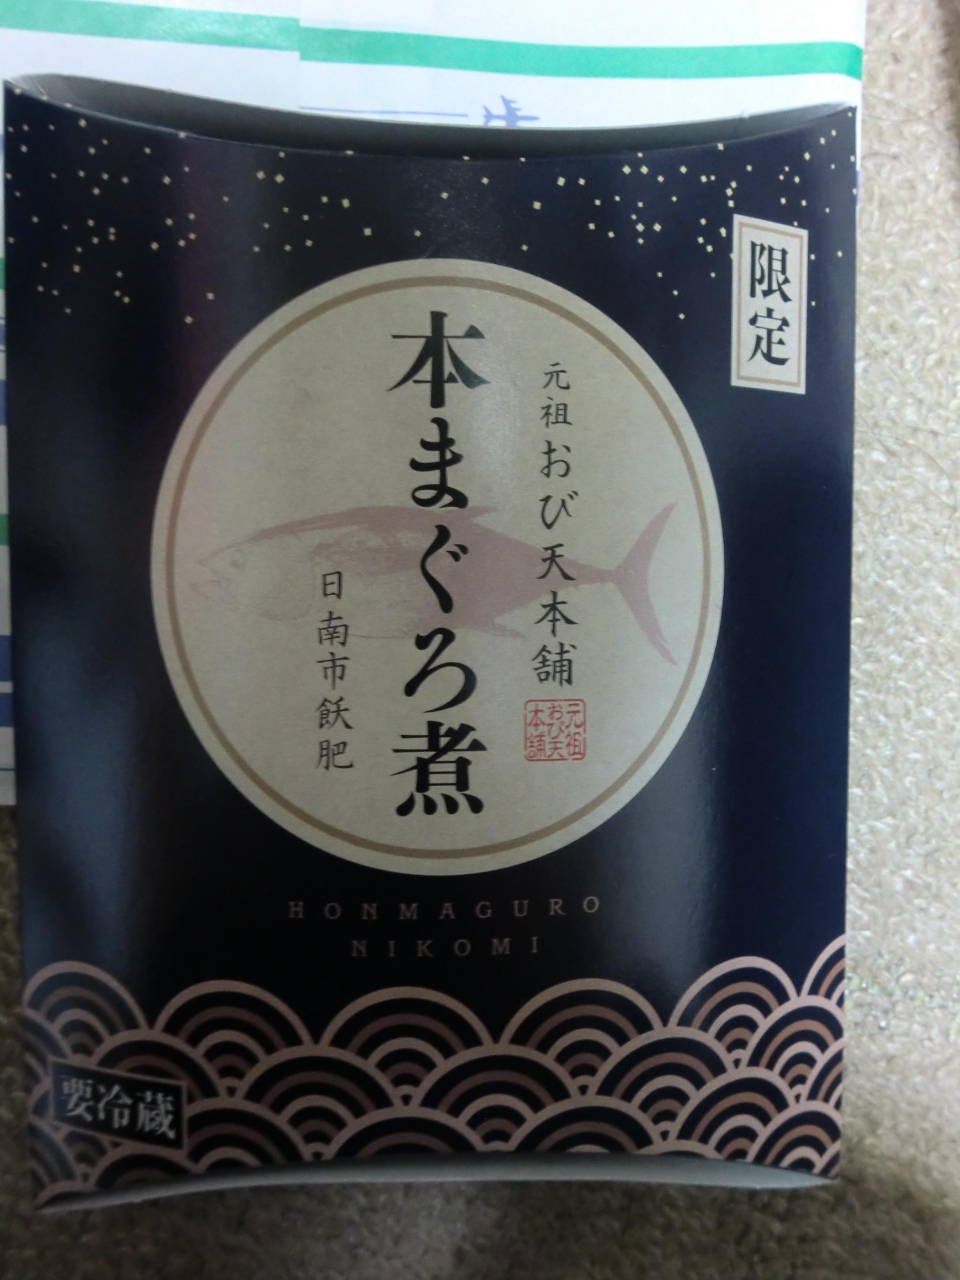 限定
元祖おび天本舗
元祖
おび天
本舗
本まぐろ煮
日南市飫肥
HONMAGURO
NIKOMI
要冷蔵